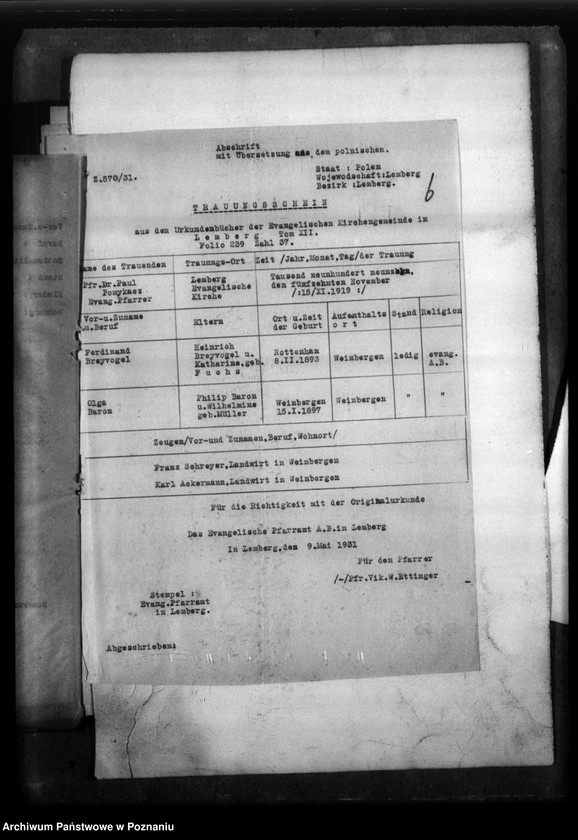 Abschrift
mit Übersetzung aus dem polnischen.
Z.570/31.
Staat : Polen
Wojewodschaft:Lemberg
Bezirk :Lemberg.
6
TRAUUNGSSCHEIN
aus dem Urkundenbücher der Evangelischen Kirchengemeinde in
Lemberg Tom XII.
Folio 239 Zahl 37.
ame des Trauenden Trauungs-Ort Zeit /Jahr,Monat,Tag/der Trauung
Pfr.Dr.Paul Lemberg Tausend neunhundert neunzehn,
Evangelische den fünfzehnten November
Evang.Pfarrer Kirche /:15/XI.1919 :/
Vor-u.Zuname Eltern Ort u.Zeit Aufenthalts Stand Religion
u.Beruf der Geburt ort
Heinrich
Ferdinand Breyvogel u. Rottenhan Weinbergen ledig evang.
Breyvogel Katharine,geb. 8.II.1893 A.B.
Fuchs
Philip Baron
Olga u.Wilhelmine Weinbergen Weinbergen " "
Baron geb.Müller 15.I.1897
Zeugen/Vor-und Zunamen,Beruf,Wohnort/
Franz Schreyer,Landwirt in Weinbergen
Karl Ackermann,Landwirt in Weinbergen
Für die Richtigkeit mit der Originalurkunde
Das Evangelische Pfarramt A.B.in Lemberg
In Lemberg,den 9.Mai 1931
Für den Pfarrer
/-/Pfr.Vik.W.Ettinger
Stempel :
Evang.Pfarramt
in Lemberg.
Abgeschrieben:
Archiwum Państwowe w Poznaniu